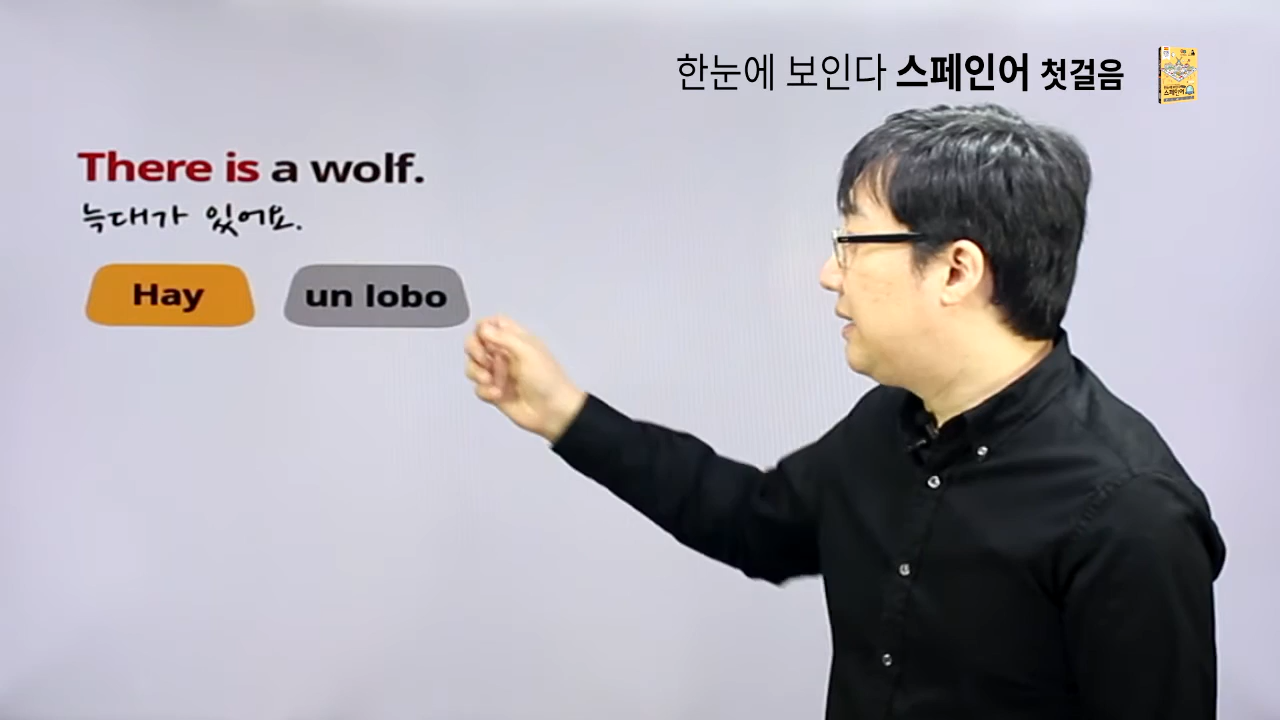 한눈에 보인다 스페인어 첫걸음
There is a wolf.
늑대가 있어요.
Hay un lobo